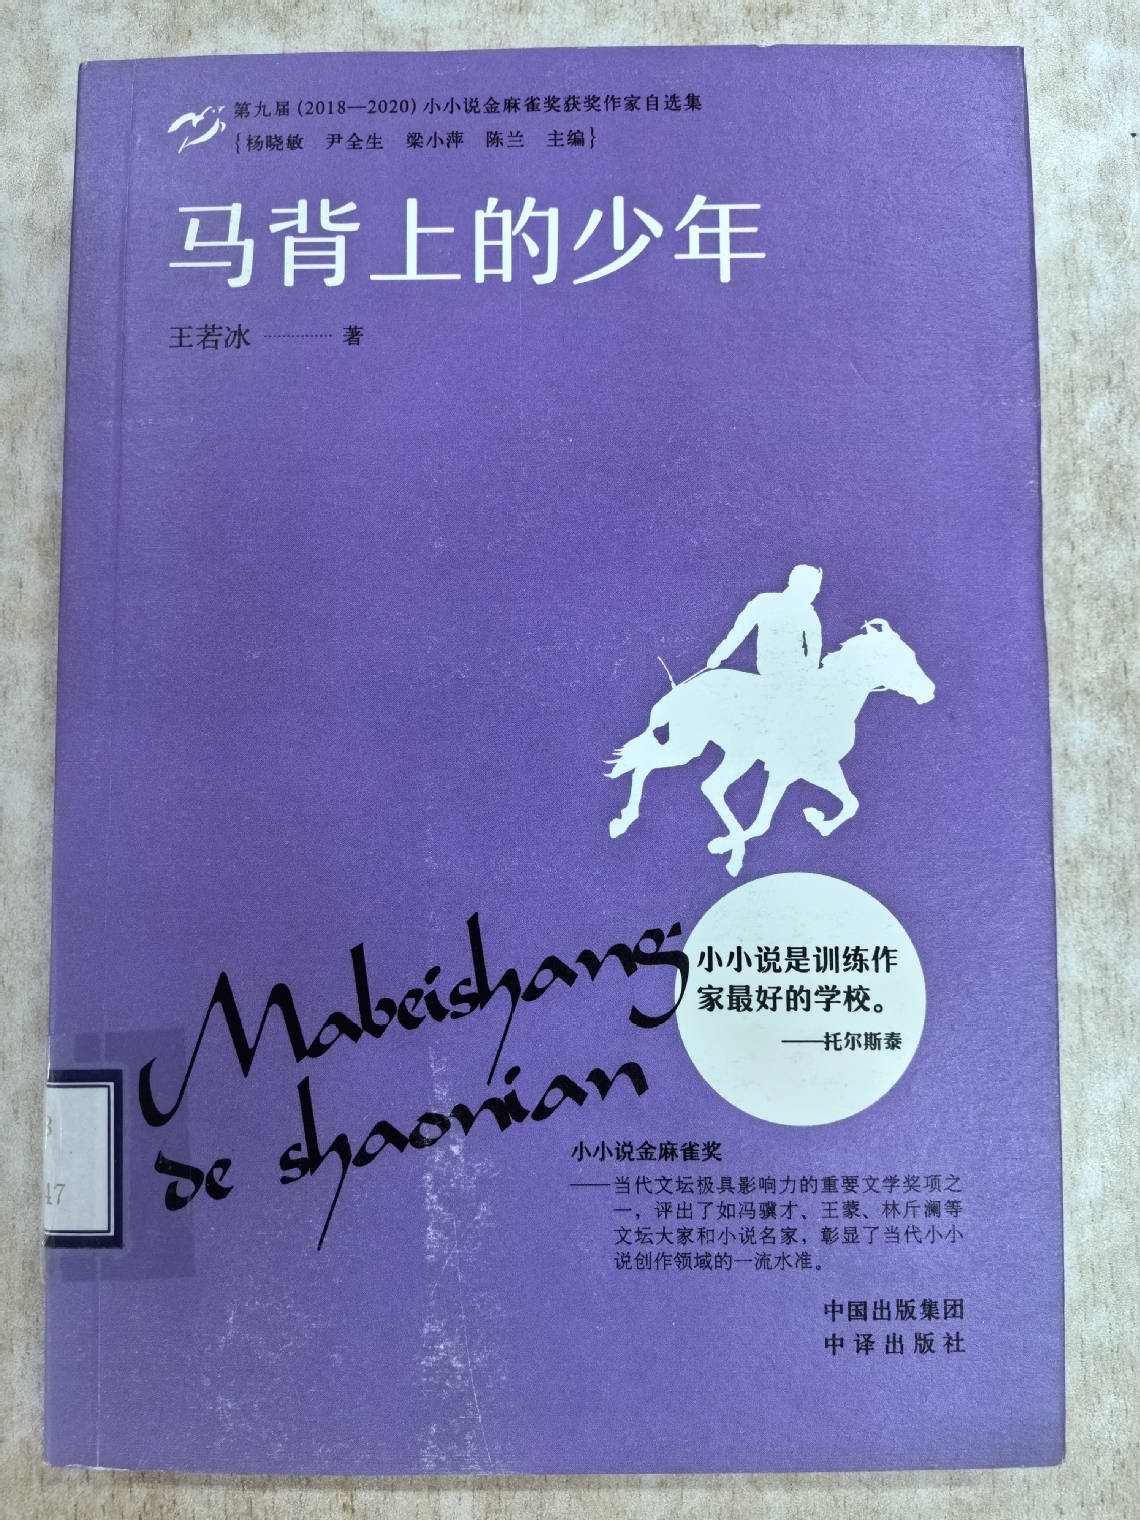 第九届(2018—2020)小小说金麻雀奖获奖作家自选集
{杨晓敏 尹全生 梁小萍 陈兰 主编}
马背上的少年
王若冰 ………… 著
Mabeishang
de shaonian
小小说是训练作
家最好的学校。
——托尔斯泰
小小说金麻雀奖
——当代文坛极具影响力的重要文学奖项之
一，评出了如冯骥才、王蒙、林斤澜等
文坛大家和小说名家，彰显了当代小小
说创作领域的一流水准。
中国出版集团
中译出版社
47